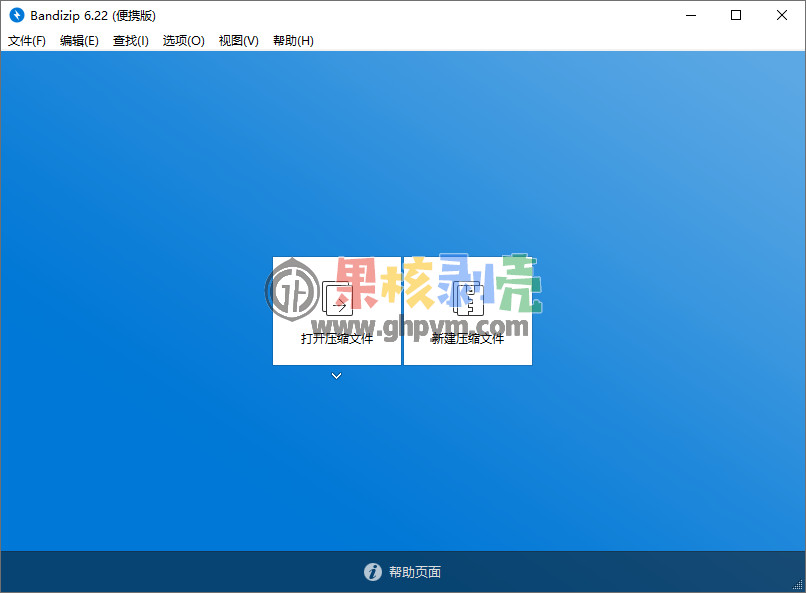 Bandizip 6.22 (便携版)
文件(F) 编辑(E) 查找(I) 选项(O) 视图(V) 帮助(H)
果核剥壳
www.ghpym.com
打开压缩文件 新建压缩文件
帮助页面